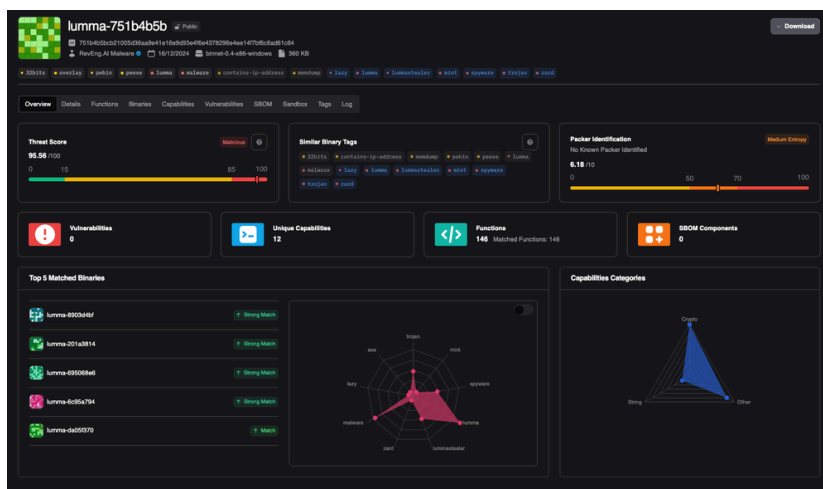 lumma-751b4b5b
Public
Download
RevEng.AI Malware
16/12/2024
binnet-0.4-x86-windows
360 KB
32bits overlay pebin peexe lumma malware contains-ip-address memdump lazy lumma lummastealer mint spyware trojan zard
Overview Details Functions Binaries Capabilities Vulnerabilities SBOM Sandbox Tags Log
Threat Score
Malicious
95.56 /100
0 15 85 100
Similar Binary Tags
32bits contains-ip-address memdump pebin peexe lumma
malware lazy lumma lummastealer mint spyware
trojan zard
Packer Identification
Medium Entropy
No Known Packer Identified
6.18 /10
0 50 70 100
Vulnerabilities
0
Unique Capabilities
12
Functions
146 Matched Functions: 146
SBOM Components
0
Top 5 Matched Binaries
lumma-8903d4bf
Strong Match
lumma-201a3814
Strong Match
lumma-695068e6
Strong Match
lumma-6c95a794
Strong Match
lumma-da05f370
Match
trojan
mint
spyware
lumma
lummastealer
zard
malware
lazy
Capabilities Categories
Crypto
String
Other